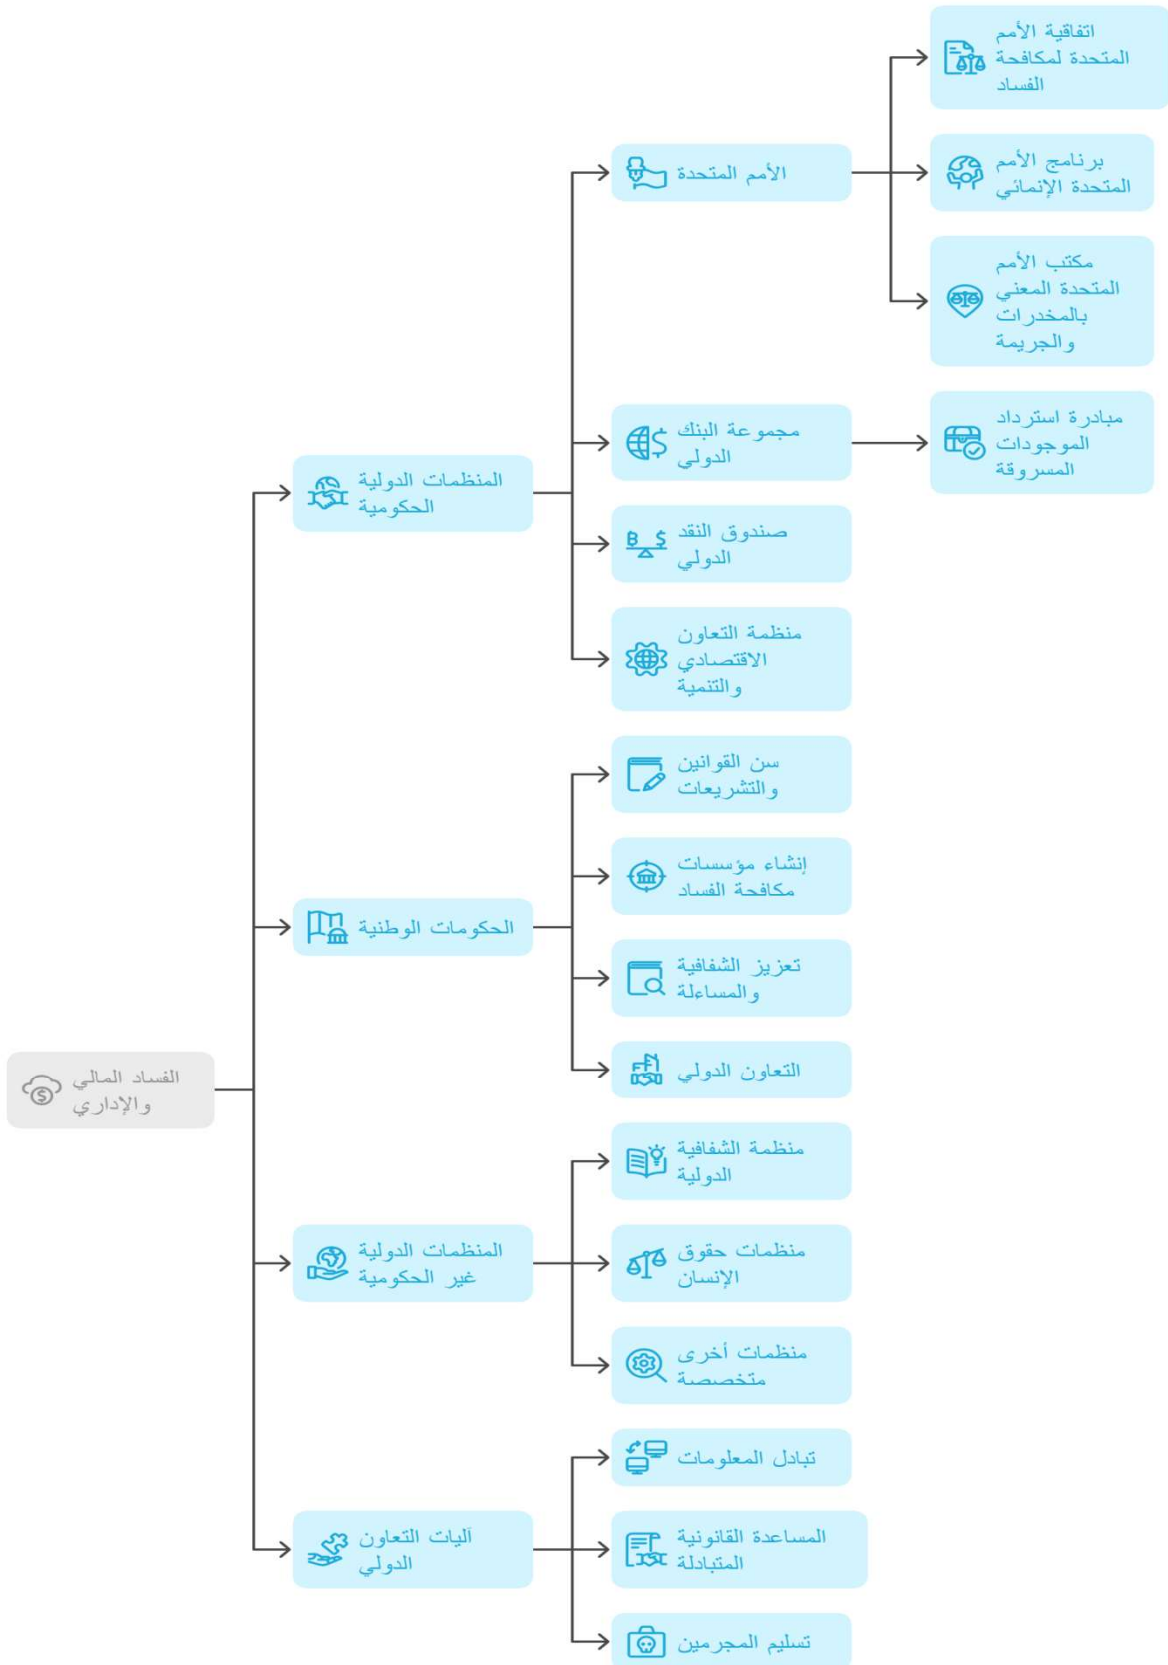 الفساد المالي
والإداري
المنظمات الدولية
الحكومية
الأمم المتحدة
اتفاقية الأمم
المتحدة لمكافحة
الفساد
برنامج الأمم
المتحدة الإنمائي
مكتب الأمم
المتحدة المعني
بالمخدرات
والجريمة
مجموعة البنك
الدولي
مبادرة استرداد
الموجودات
المسروقة
صندوق النقد
الدولي
منظمة التعاون
الاقتصادي
والتنمية
الحكومات الوطنية
سن القوانين
والتشريعات
إنشاء مؤسسات
مكافحة الفساد
تعزيز الشفافية
والمساءلة
التعاون الدولي
المنظمات الدولية
غير الحكومية
منظمة الشفافية
الدولية
منظمات حقوق
الإنسان
منظمات أخرى
متخصصة
آليات التعاون
الدولي
تبادل المعلومات
المساعدة القانونية
المتبادلة
تسليم المجرمين